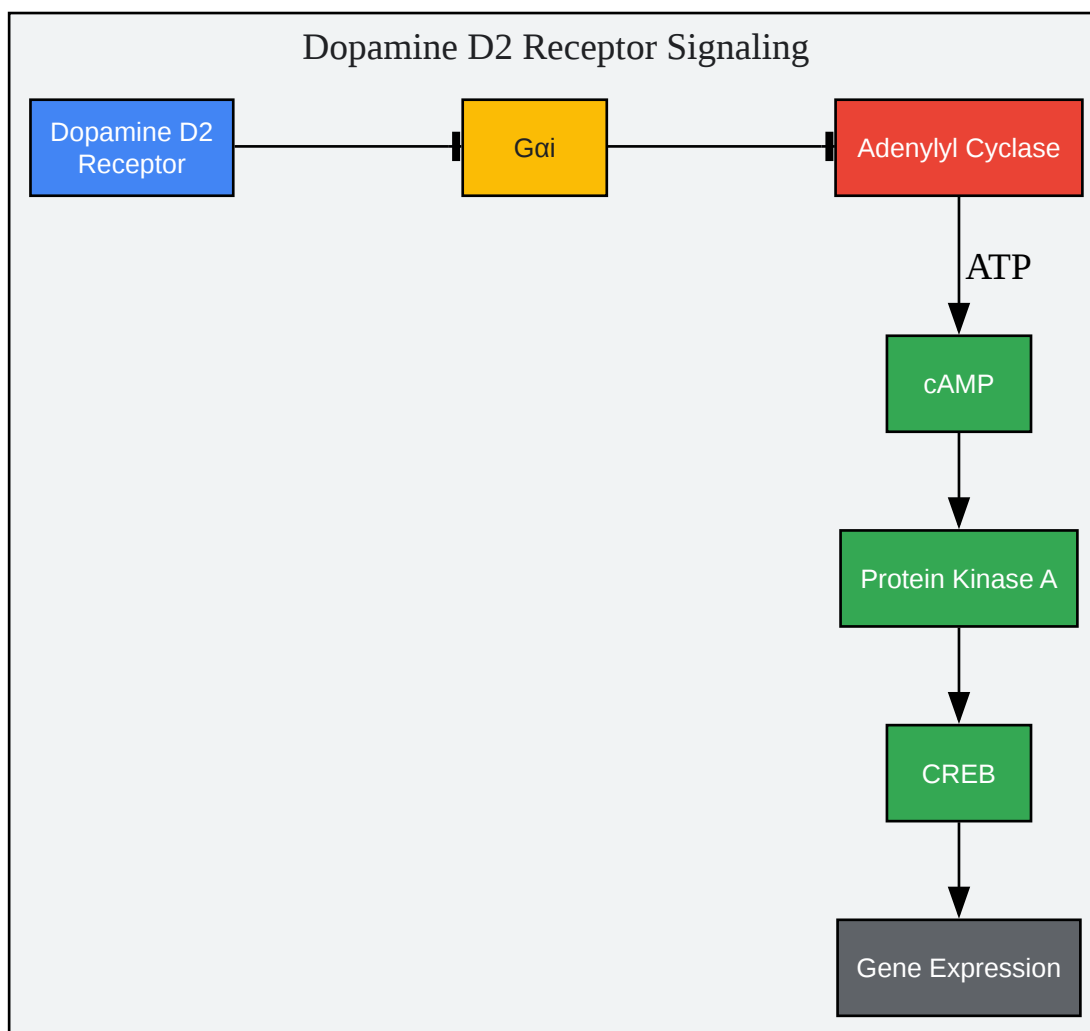 Dopamine D2 Receptor Signaling
Dopamine D2
Receptor
Gαi
Adenylyl Cyclase
ATP
cAMP
Protein Kinase A
CREB
Gene Expression